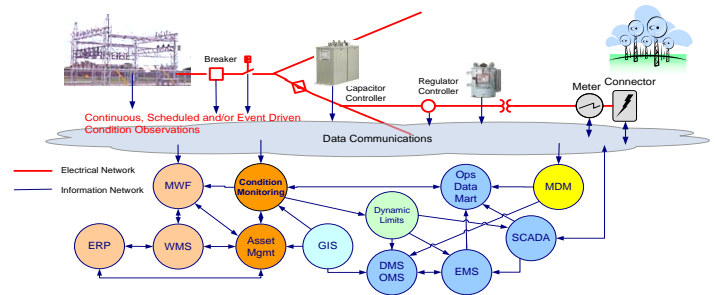 Breaker
Capacitor
Controller
Regulator
Controller
Meter
Connector
Continuous, Scheduled and/or Event Driven
Condition Observations
Data Communications
Electrical Network
Information Network
MWF
Condition
Monitoring
Ops
Data
Mart
MDM
Dynamic
Limits
ERP
WMS
Asset
Mgmt
GIS
SCADA
DMS
OMS
EMS